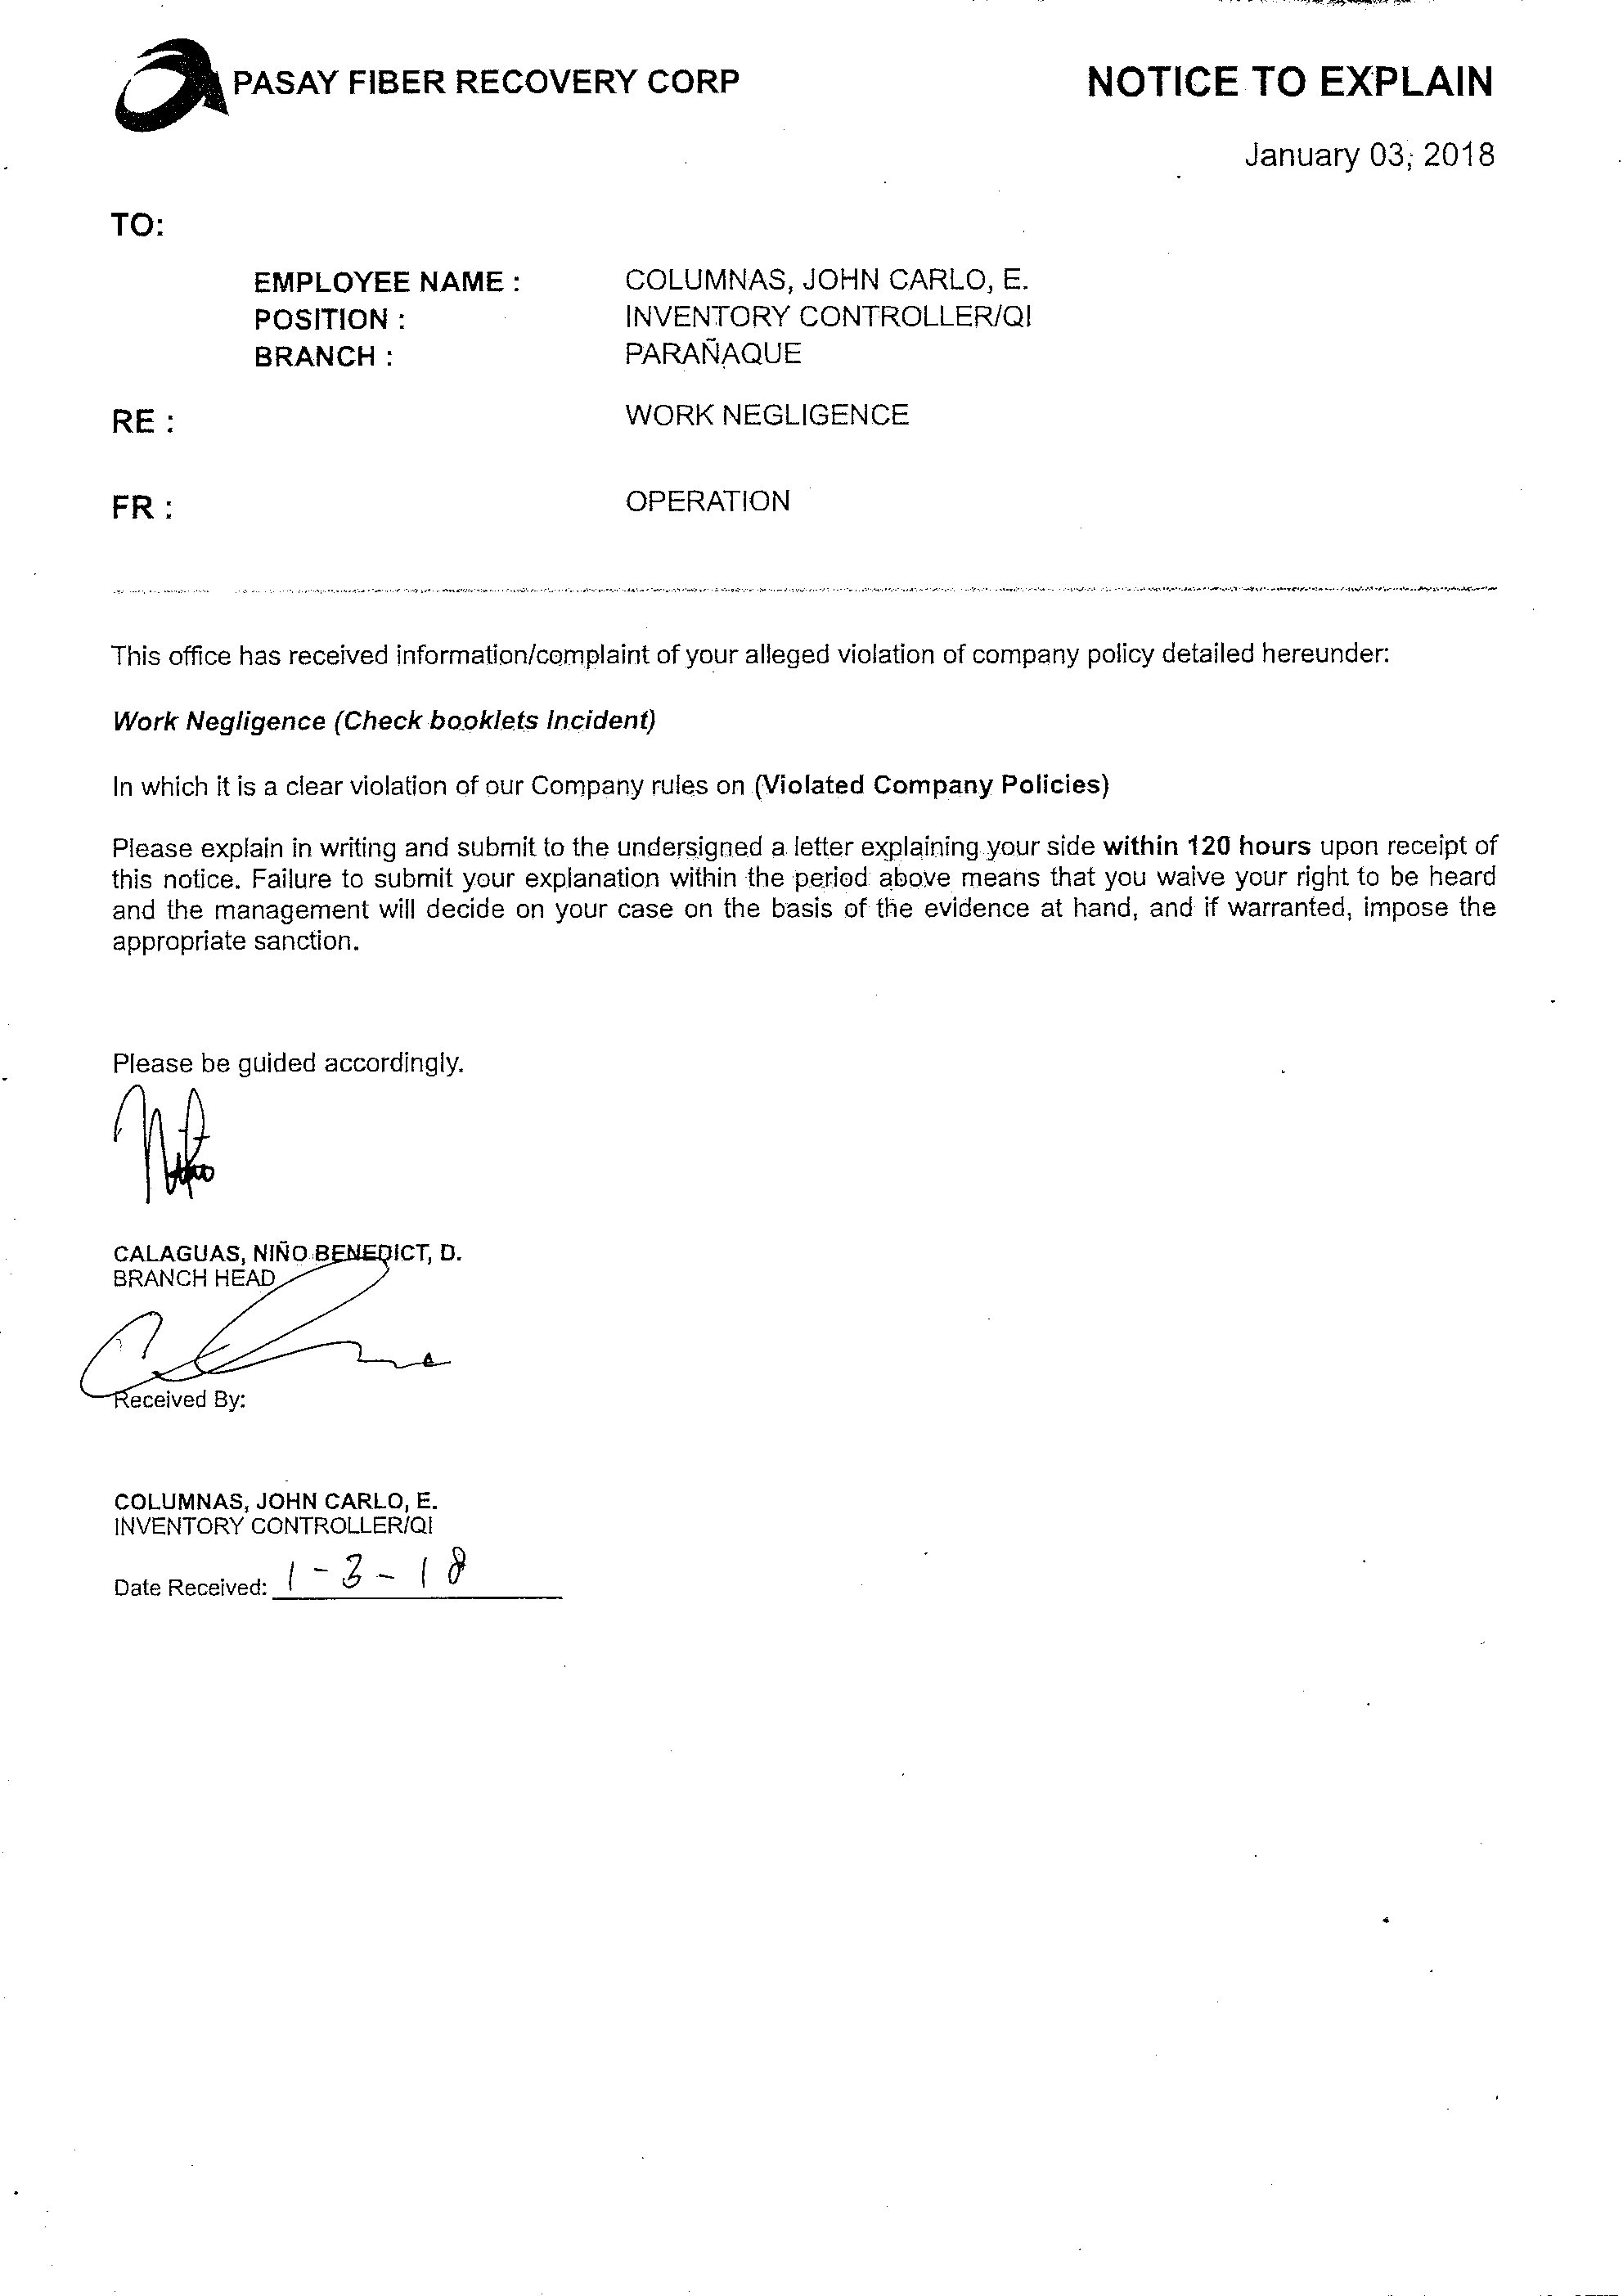 PASAY FIBER RECOVERY CORP
NOTICE TO EXPLAIN
January 03, 2018
TO:
EMPLOYEE NAME : COLUMNAS, JOHN CARLO, E.
POSITION : INVENTORY CONTROLLER/QI
BRANCH : PARAÑAQUE
RE : WORK NEGLIGENCE
FR : OPERATION
This office has received information/complaint of your alleged violation of company policy detailed hereunder:
Work Negligence (Check booklets Incident)
In which it is a clear violation of our Company rules on (Violated Company Policies)
Please explain in writing and submit to the undersigned a letter explaining your side within 120 hours upon receipt of
this notice. Failure to submit your explanation within the period above means that you waive your right to be heard
and the management will decide on your case on the basis of the evidence at hand, and if warranted, impose the
appropriate sanction.
Please be guided accordingly.
CALAGUAS, NIÑO BENEDICT, D.
BRANCH HEAD
Received By:
COLUMNAS, JOHN CARLO, E.
INVENTORY CONTROLLER/QI
Date Received: 1-3-18